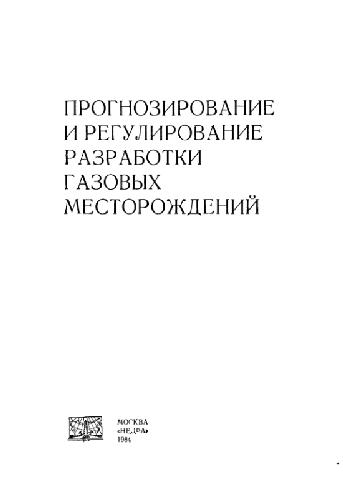 ПРОГНОЗИРОВАНИЕ
И РЕГУЛИРОВАНИЕ
РАЗРАБОТКИ
ГАЗОВЫХ
МЕСТОРОЖДЕНИЙ
МОСКВА
«НЕДРА»
1984